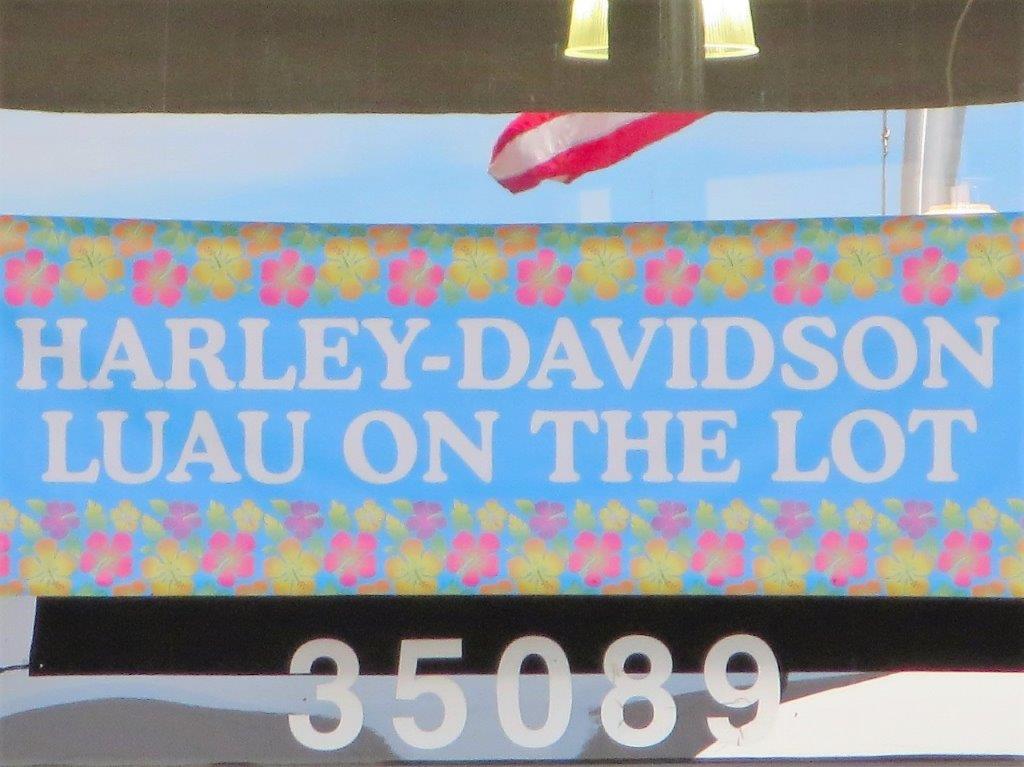 HARLEY-DAVIDSON
LUAU ON THE LOT
35089